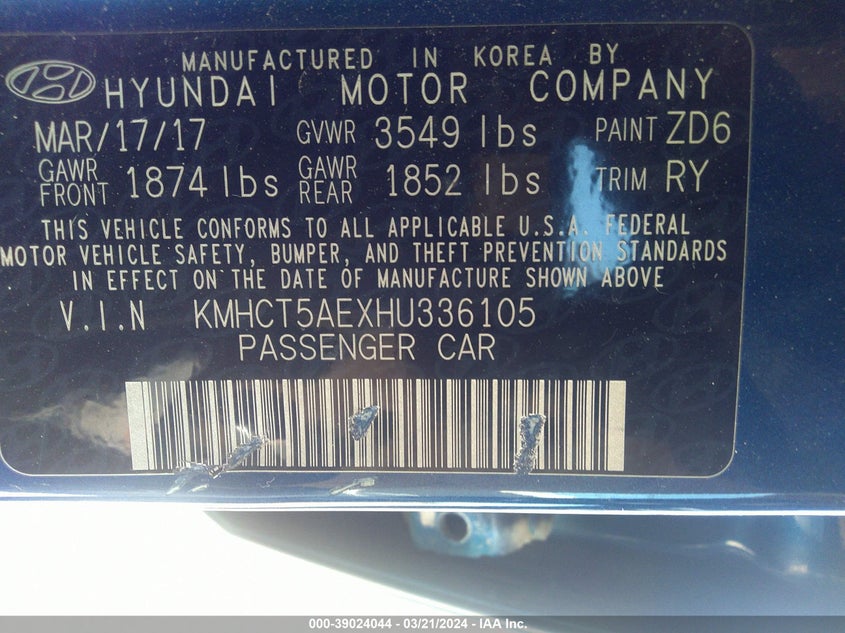 MANUFACTURED IN KOREA BY
HYUNDAI MOTOR COMPANY
MAR/17/17 GVWR 3549 lbs PAINT ZD6
GAWR FRONT 1874 lbs GAWR REAR 1852 lbs TRIM RY
THIS VEHICLE CONFORMS TO ALL APPLICABLE U.S.A. FEDERAL
MOTOR VEHICLE SAFETY, BUMPER, AND THEFT PREVENTION STANDARDS
IN EFFECT ON THE DATE OF MANUFACTURE SHOWN ABOVE
V.I.N KMHCT5AEXHU336105
PASSENGER CAR
000-39024044 / 03/21/2024 - IAA Inc.